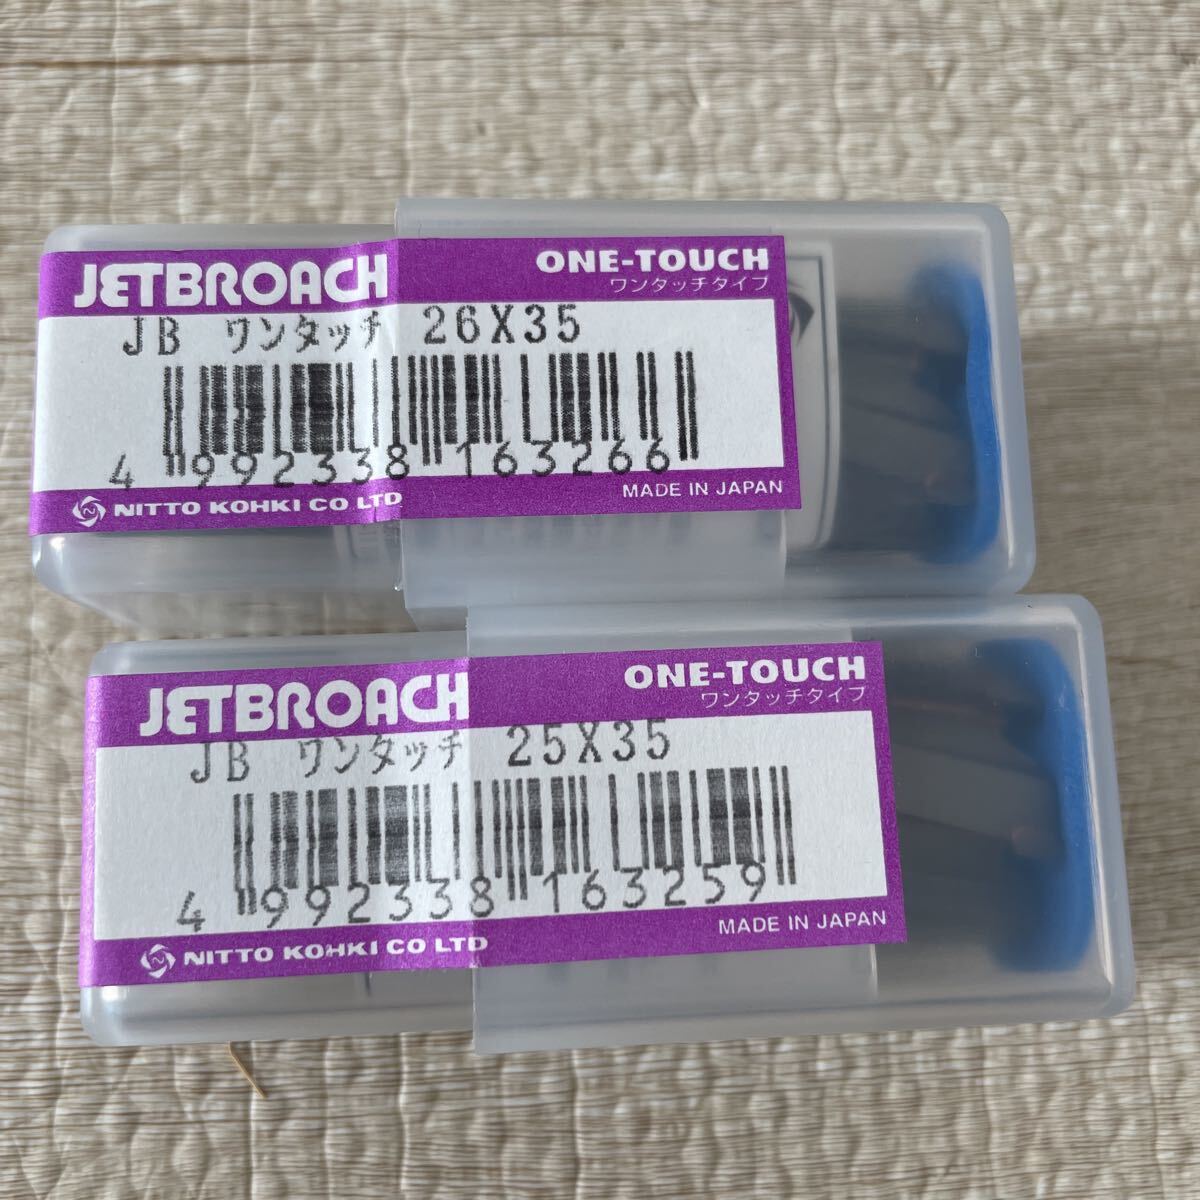 JETBROACH
ONE-TOUCH
ワンタッチタイプ
JB ワンタッチ 26X35
4 992338 163266
NITTO KOHKI CO LTD
MADE IN JAPAN
JETBROACH
ONE-TOUCH
ワンタッチタイプ
JB ワンタッチ 25X35
4 992338 163259
NITTO KOHKI CO LTD
MADE IN JAPAN